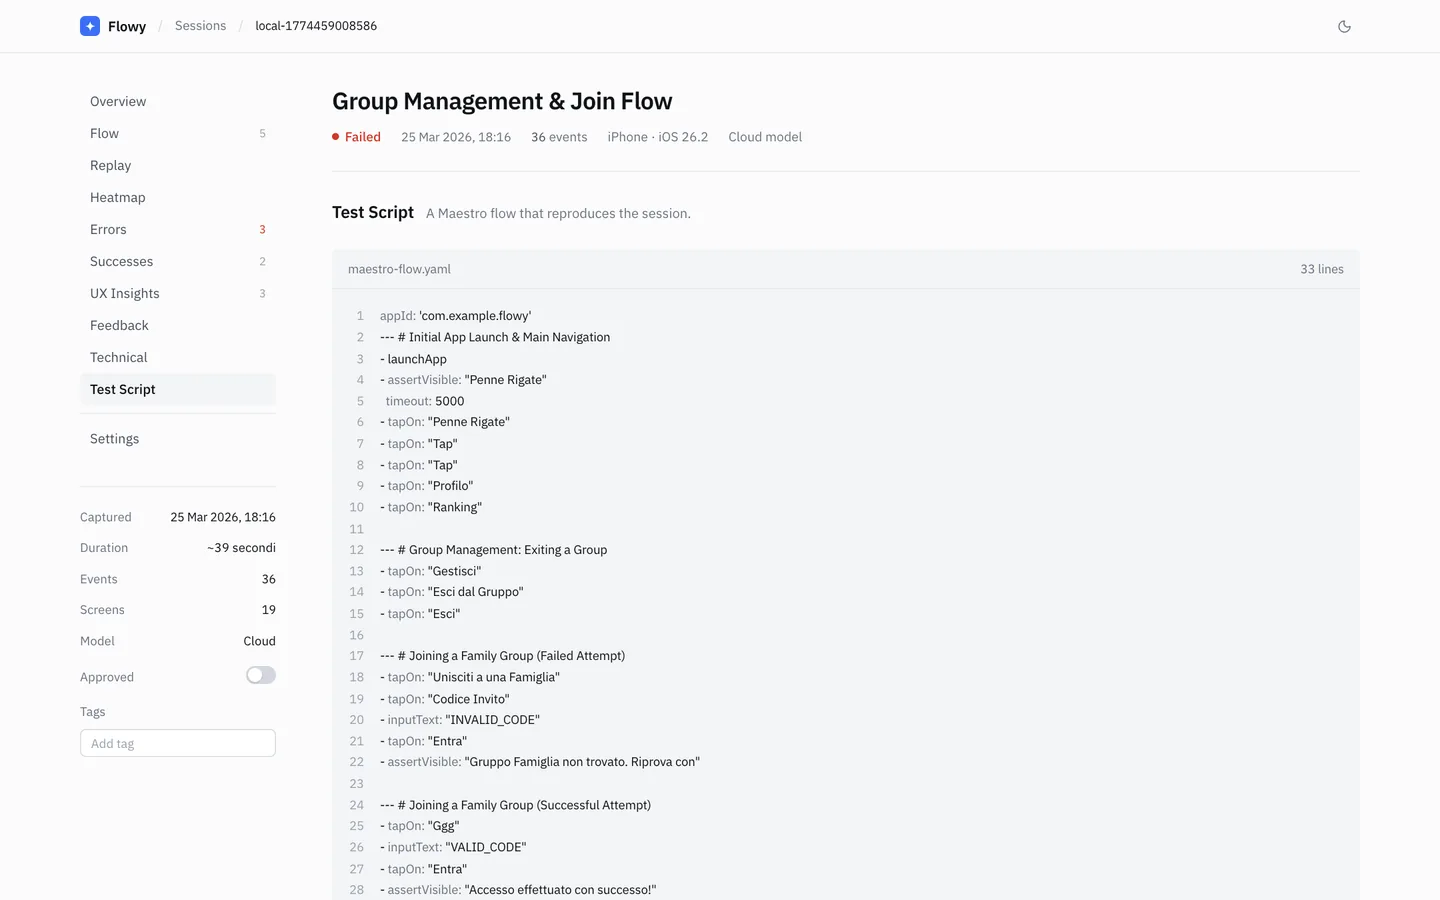 Flowy / Sessions / local-1774459008586
Overview
Flow 5
Replay
Heatmap
Errors 3
Successes 2
UX Insights 3
Feedback
Technical
Test Script
Settings
Captured 25 Mar 2026, 18:16
Duration ~39 secondi
Events 36
Screens 19
Model Cloud
Approved
Tags
Add tag
Group Management & Join Flow
Failed 25 Mar 2026, 18:16 36 events iPhone · iOS 26.2 Cloud model
Test Script A Maestro flow that reproduces the session.
maestro-flow.yaml 33 lines
1 appId: 'com.example.flowy'
2 --- # Initial App Launch & Main Navigation
3 - launchApp
4 - assertVisible: "Penne Rigate"
5 timeout: 5000
6 - tapOn: "Penne Rigate"
7 - tapOn: "Tap"
8 - tapOn: "Tap"
9 - tapOn: "Profilo"
10 - tapOn: "Ranking"
11
12 --- # Group Management: Exiting a Group
13 - tapOn: "Gestisci"
14 - tapOn: "Esci dal Gruppo"
15 - tapOn: "Esci"
16
17 --- # Joining a Family Group (Failed Attempt)
18 - tapOn: "Unisciti a una Famiglia"
19 - tapOn: "Codice Invito"
20 - inputText: "INVALID_CODE"
21 - tapOn: "Entra"
22 - assertVisible: "Gruppo Famiglia non trovato. Riprova con"
23
24 --- # Joining a Family Group (Successful Attempt)
25 - tapOn: "Ggg"
26 - inputText: "VALID_CODE"
27 - tapOn: "Entra"
28 - assertVisible: "Accesso effettuato con successo!"